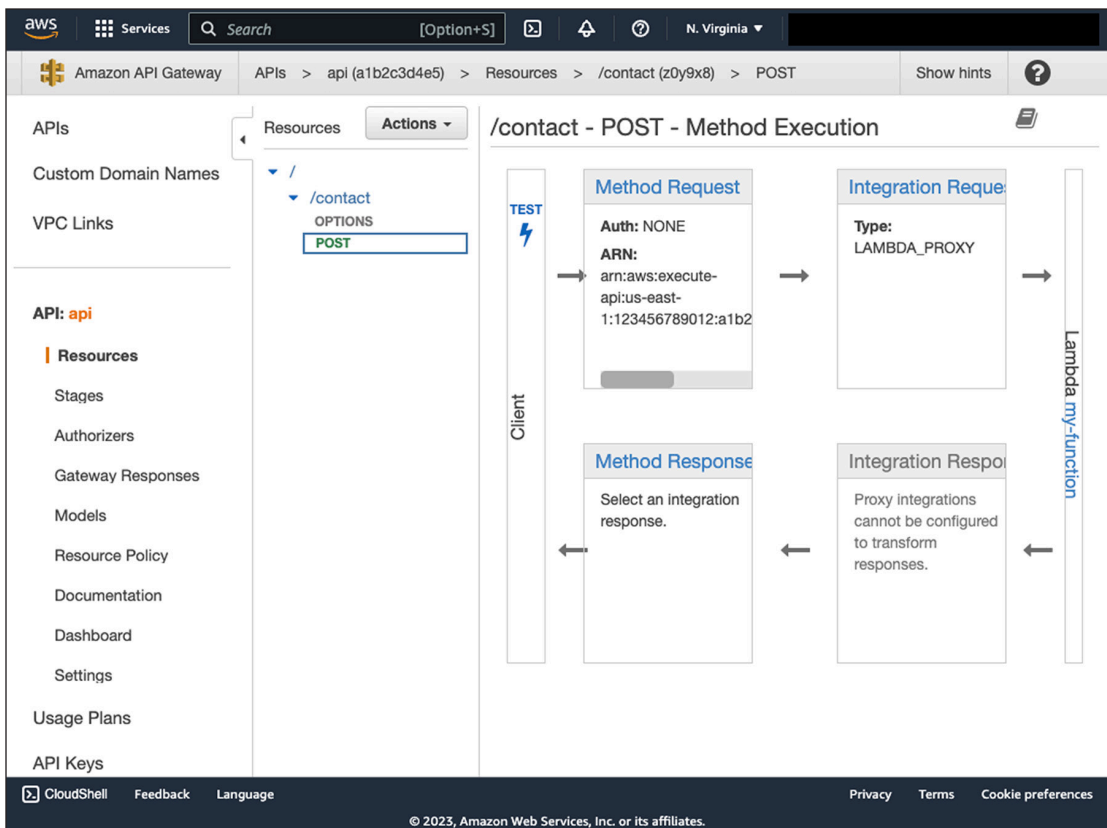 aws
Services
Search [Option+S]
N. Virginia
Amazon API Gateway
APIs > api (a1b2c3d4e5) > Resources > /contact (z0y9x8) > POST
Show hints
?
APIs
Custom Domain Names
VPC Links
API: api
Resources
Stages
Authorizers
Gateway Responses
Models
Resource Policy
Documentation
Dashboard
Settings
Usage Plans
API Keys
Resources
Actions
/
/contact
OPTIONS
POST
/contact - POST - Method Execution
TEST
Client
Method Request
Auth: NONE
ARN:
arn:aws:execute-
api:us-east-
1:123456789012:a1b2
Integration Reque
Type:
LAMBDA_PROXY
Lambda my-function
Method Response
Select an integration
response.
Integration Respo
Proxy integrations
cannot be configured
to transform
responses.
CloudShell
Feedback
Language
Privacy
Terms
Cookie preferences
© 2023, Amazon Web Services, Inc. or its affiliates.